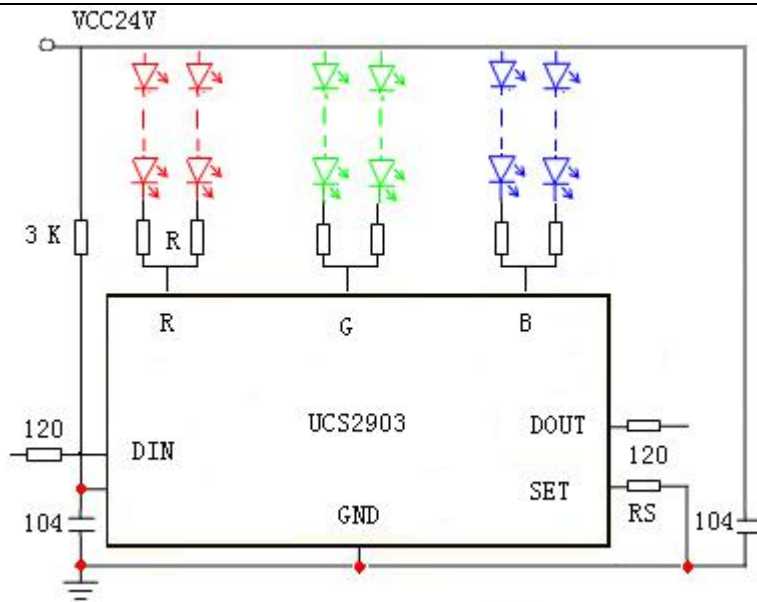 VCC24V
3 K
R
R
G
B
UCS2903
120
DIN
DOUT
120
SET
RS
104
GND
104